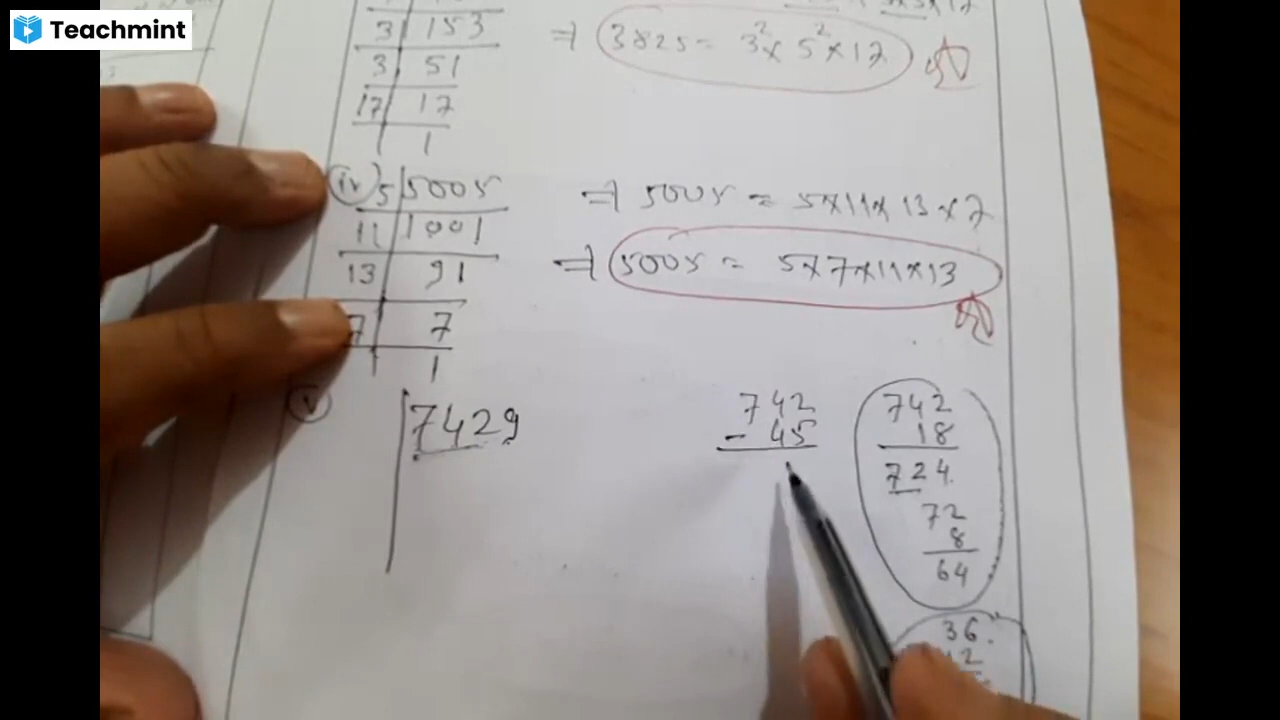 Teachmint
3 153
3 51
17 17
1 1
⇒ 3825 = 3² × 5² × 17
(iv) 5 5005
11 1001
13 91
7 7
1 1
⇒ 5005 = 5×11×13×7
⇒ 5005 = 5×7×11×13
(v) 7429
742
- 45
742
18
724
72
8
64
36